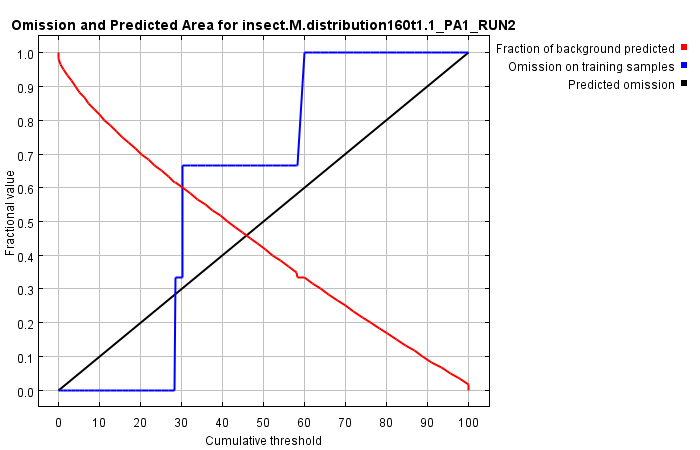 Omission and Predicted Area for insect.M.distribution160t1.1_PA1_RUN2
Fraction of background predicted
Omission on training samples
Predicted omission
Fractional value
1.0
0.9
0.8
0.7
0.6
0.5
0.4
0.3
0.2
0.1
0.0
0 10 20 30 40 50 60 70 80 90 100
Cumulative threshold